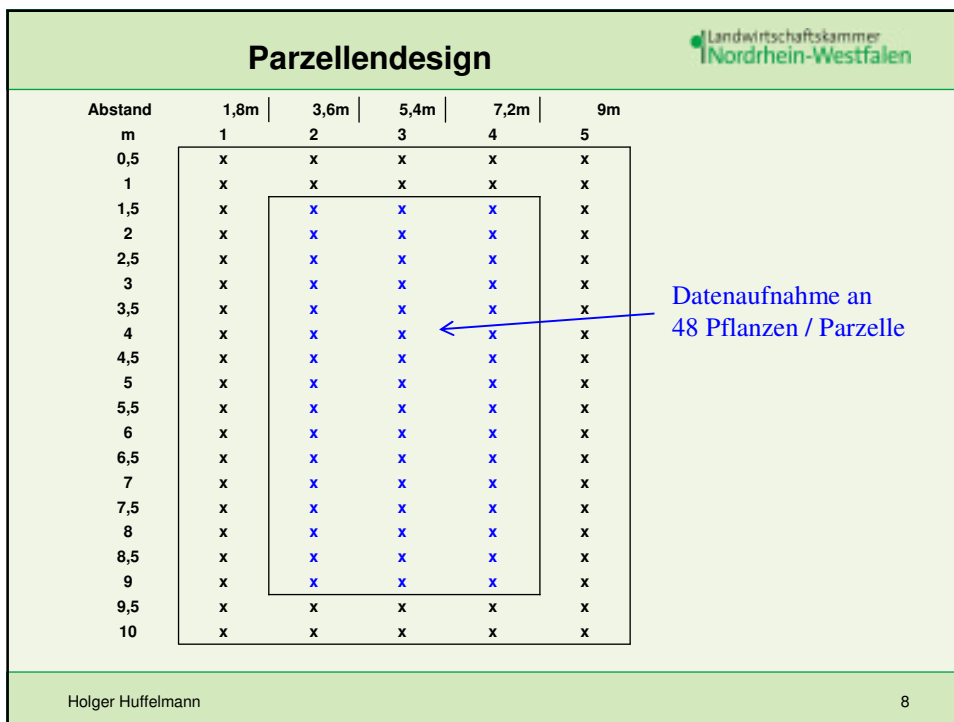 Parzellendesign
Landwirtschaftskammer
Nordrhein-Westfalen
Abstand 1,8m 3,6m 5,4m 7,2m 9m
m 1 2 3 4 5
0,5 x x x x x
1 x x x x x
1,5 x x x x x
2 x x x x x
2,5 x x x x x
3 x x x x x
3,5 x x x x x
4 x x x x x
4,5 x x x x x
5 x x x x x
5,5 x x x x x
6 x x x x x
6,5 x x x x x
7 x x x x x
7,5 x x x x x
8 x x x x x
8,5 x x x x x
9 x x x x x
9,5 x x x x x
10 x x x x x
Datenaufnahme an
48 Pflanzen / Parzelle
Holger Huffelmann 8